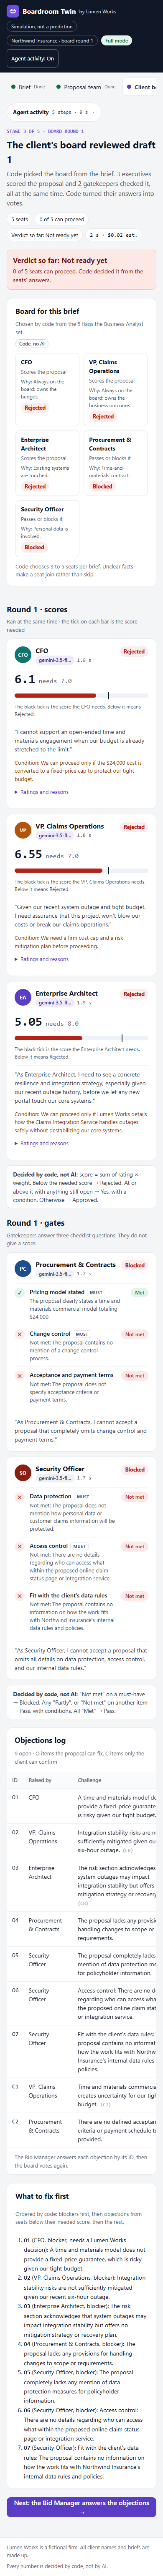 Boardroom Twin by Lumen Works
Simulation, not a prediction
Northwind Insurance · board round 1
Full mode
Agent activity: On
Brief Done
Proposal team Done
Client b
Agent activity 5 steps · 9 s
STAGE 3 OF 5 · BOARD ROUND 1
The client's board reviewed draft
1
They read the draft cold. 3 executives
scored the proposal and 2 gatekeepers checked it,
all at the same time. Code turned their answers
into votes.
5 seats
0 of 5 can proceed
Verdict so far: Not ready yet
2 s · $0.02 est.
Verdict so far: Not ready yet
0 of 5 seats can proceed. Code decided it from the
seats' answers.
Board for this brief
Chosen by code from the 5 flags the Business Analyst
set.
Code, no AI
CFO
Scores the proposal
Why: Always on the
board: owns the
budget.
Rejected
VP, Claims
Operations
Scores the proposal
Why: Always on the
board: owns the
business outcome.
Rejected
Enterprise
Architect
Scores the proposal
Why: Existing systems
are touched.
Rejected
Procurement &
Contracts
Passes or blocks it
Why: Time-and-
materials contract.
Blocked
Security Officer
Passes or blocks it
Why: Personal data is
involved.
Blocked
Code chooses 3 to 5 seats per brief. Unclear facts
make a seat join rather than skip.
Round 1 · scores
Ran at the same time · the tick on each bar is the score
needed
CFO
CFO
gemini-3.5-fl... 1.9 s
Rejected
6.1 needs 7.0
The black tick is the score the CFO needs. Below it means
Rejected.
"I cannot support an open-ended time and
materials engagement when our budget is already
stretched to the limit."
Condition: We can proceed only if the $24,000 cost is
converted to a fixed-price cap to protect our tight
budget.
Ratings and reasons
VP
VP, Claims Operations
gemini-3.5-fl... 1.8 s
Rejected
6.55 needs 7.0
The black tick is the score the VP, Claims Operations needs.
Below it means Rejected.
"Given our recent system outage and tight budget,
I need assurance that this project won't blow our
costs or break our claims operations."
Condition: We need a firm cost cap and a risk
mitigation plan before proceeding.
Ratings and reasons
EA
Enterprise Architect
gemini-3.5-fl... 1.9 s
Rejected
5.05 needs 8.0
The black tick is the score the Enterprise Architect needs.
Below it means Rejected.
"As Enterprise Architect, I need to see a concrete
resilience and integration strategy, especially given
our recent outage history, before we let any new
portal touch our core systems."
Condition: We can proceed only if Lumen Works details
how the Claims Integration Service handles outages
safely without destabilizing our core systems.
Ratings and reasons
Decided by code, not AI: score = sum of rating ×
weight. Below the needed score → Rejected. At or
above it with anything still open → Yes, with a
condition. Otherwise → Approved.
Round 1 · gates
Gatekeepers answer three checklist questions. They do not
give a score.
PC
Procurement & Contracts
gemini-3.5-fl... 1.7 s
Blocked
Pricing model stated MUST
Met: The proposal clearly states a time and
materials commercial model totaling
$24,000.
Met
Change control MUST
Not met: The proposal contains no
mention of a change control
process.
Not met
Acceptance and payment terms
Not met: The proposal does not
specify acceptance criteria or
payment terms.
Not met
"As Procurement & Contracts, I cannot accept a
proposal that completely omits change control and
payment terms."
SO
Security Officer
gemini-3.5-fl... 1.9 s
Blocked
Data protection MUST
Not met: The proposal does not
mention how personal data or
customer claims information will be
protected.
Not met
Access control MUST
Not met: There are no details
regarding who can access what
within the proposed online claim
status page or integration service.
Not met
Fit with the client's data rules
Not met: The proposal contains no
information on how the work fits with
Northwind Insurance's internal data
rules and policies.
Not met
"As Security Officer, I cannot accept a proposal that
omits all details on data protection, access control,
and our internal data rules."
Decided by code, not AI: "Not met" on a must-have
→ Blocked. Any "Partly", or "Not met" on another item
→ Pass, with conditions. All "Met" → Pass.
Objections log
9 open · O items the proposal can fix, C items only the
client can confirm
ID Raised by Challenge
O1 CFO A time and materials model do
provide a fixed-price guarantee,
is risky given our tight budget.
O2 VP, Claims
Operations Integration stability risks are no
sufficiently mitigated given our
six-hour outage. (C8)
O3 Enterprise
Architect The risk section acknowledges
system outages may impact
integration stability but offers
mitigation strategy or recovery
(C8)
O4 Procurement
& Contracts The proposal lacks any provision
handling changes to scope or
requirements.
O5 Security
Officer The proposal completely lacks
mention of data protection mea
for policyholder information.
O6 Security
Officer Access control: There are no de
regarding who can access what
the proposed online claim statu
or integration service.
O7 Security
Officer Fit with the client's data rules:
proposal contains no informatio
how the work fits with Northwi
Insurance's internal data rules
policies.
C1 VP, Claims
Operations Time and materials commercial
creates uncertainty for our tigh
budget. (C7)
C2 Procurement
& Contracts There are no defined acceptan
criteria or payment schedule t
provided.
The Bid Manager answers each objection by its ID, then
the board votes again.
What to fix first
Ordered by code: blockers first, then objections from
seats below their needed score, then the rest.
1. O1 (CFO, blocker, needs a Lumen Works
decision): A time and materials model does not
provide a fixed-price guarantee, which is risky
given our tight budget.
2. O2 (VP, Claims Operations, blocker): Integration
stability risks are not sufficiently mitigated given
our recent six-hour outage.
3. O3 (Enterprise Architect, blocker): The risk
section acknowledges that system outages may
impact integration stability but offers no
mitigation strategy or recovery plan.
4. O4 (Procurement & Contracts, blocker): The
proposal lacks any provisions for handling
changes to scope or requirements.
5. O5 (Security Officer, blocker): The proposal
completely lacks any mention of data protection
measures for policyholder information.
6. O6 (Security Officer, blocker): Access control:
There are no details regarding who can access
what within the proposed online claim status
page or integration service.
7. O7 (Security Officer, blocker): Fit with the client's
data rules: The proposal contains no information
on how the work fits with Northwind Insurance's
internal data rules and policies.
Next: the Bid Manager answers the objections
→
Lumen Works is a fictional firm. All client names and briefs are
made up.
Every number is decided by code, not by AI.